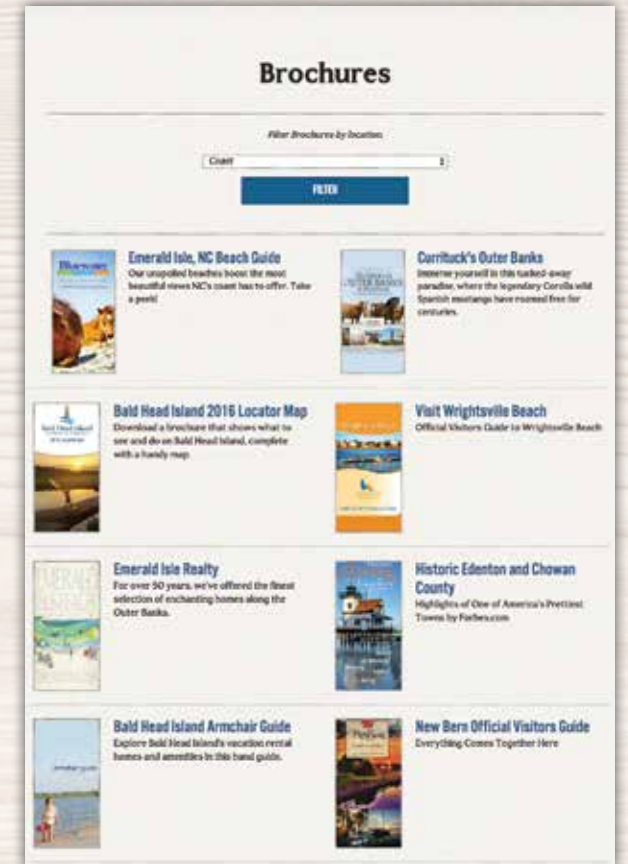 Brochures
Filter Brochures by location
Coast
FILTER
Emerald Isle, NC Beach Guide
Our unspoiled beaches boast the most
beautiful views NC's coast has to offer. Take
a peek!
Currituck's Outer Banks
Immerse yourself in this tucked-away
paradise, where the legendary Corolla wild
Spanish mustangs have roamed free for
centuries.
Bald Head Island 2016 Locator Map
Download a brochure that shows what to
see and do on Bald Head Island, complete
with a handy map.
Visit Wrightsville Beach
Official Visitors Guide to Wrightsville Beach
Emerald Isle Realty
For over 50 years, we've offered the finest
selection of enchanting homes along the
Outer Banks.
Historic Edenton and Chowan
County
Highlights of One of America's Prettiest
Towns by Forbes.com
Bald Head Island Armchair Guide
Explore Bald Head Island's vacation rental
homes and amenities in this hand guide.
New Bern Official Visitors Guide
Everything Comes Together Here